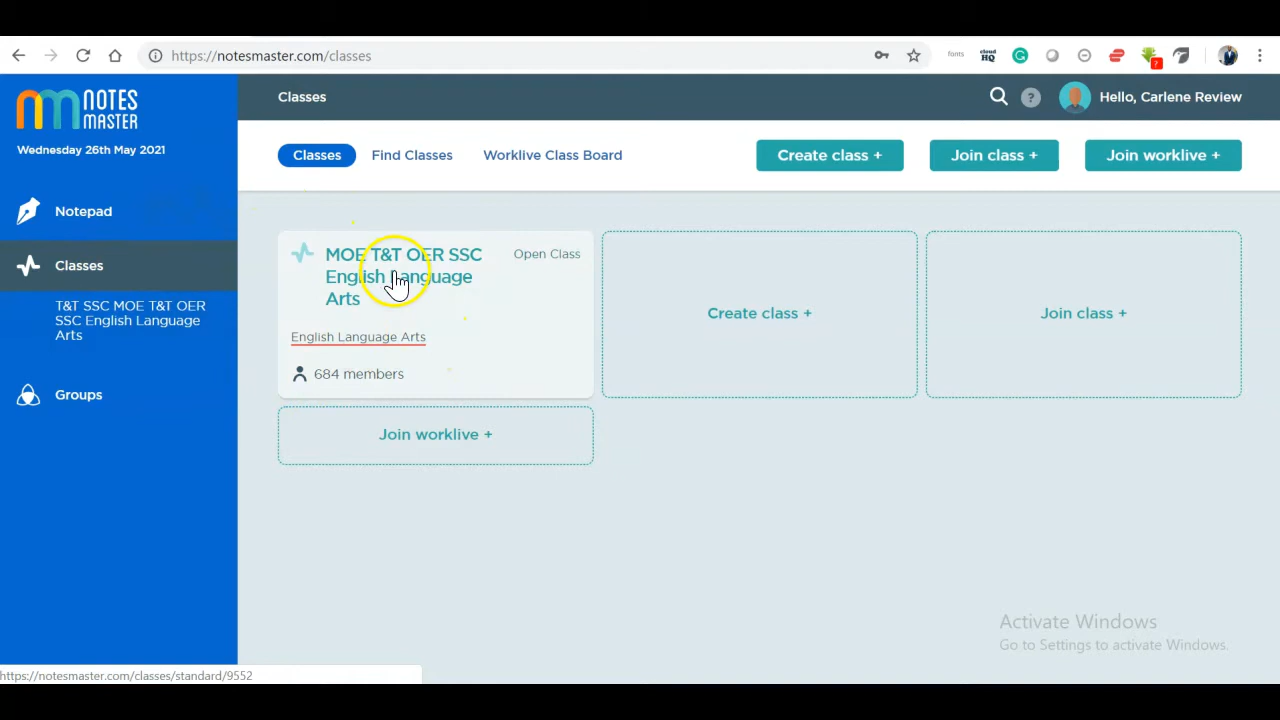 https://notesmaster.com/classes
fonts
cloud
HQ
?
NOTES
MASTER
Wednesday 26th May 2021
Notepad
Classes
T&T SSC MOE T&T OER
SSC English Language
Arts
Groups
Classes
?
Hello, Carlene Review
Classes
Find Classes
Worklive Class Board
Create class +
Join class +
Join worklive +
MOE T&T OER SSC
English Language
Arts
Open Class
English Language Arts
684 members
Create class +
Join class +
Join worklive +
Activate Windows
Go to Settings to activate Windows.
https://notesmaster.com/classes/standard/9552